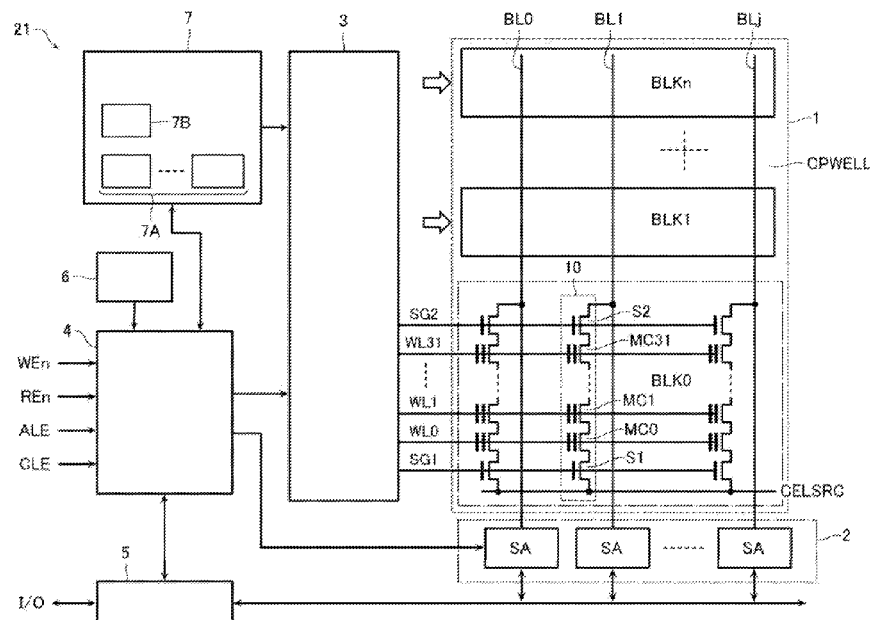 21
7
3
BL0
BL1
BLj
BLKn
7B
1
CPWELL
7A
BLK1
6
10
SG2
S2
4
WL31
MC31
WEn
BLK0
REn
WL1
MC1
ALE
WL0
MC0
CLE
SG1
S1
CELSRC
SA
SA
SA
2
5
I/O